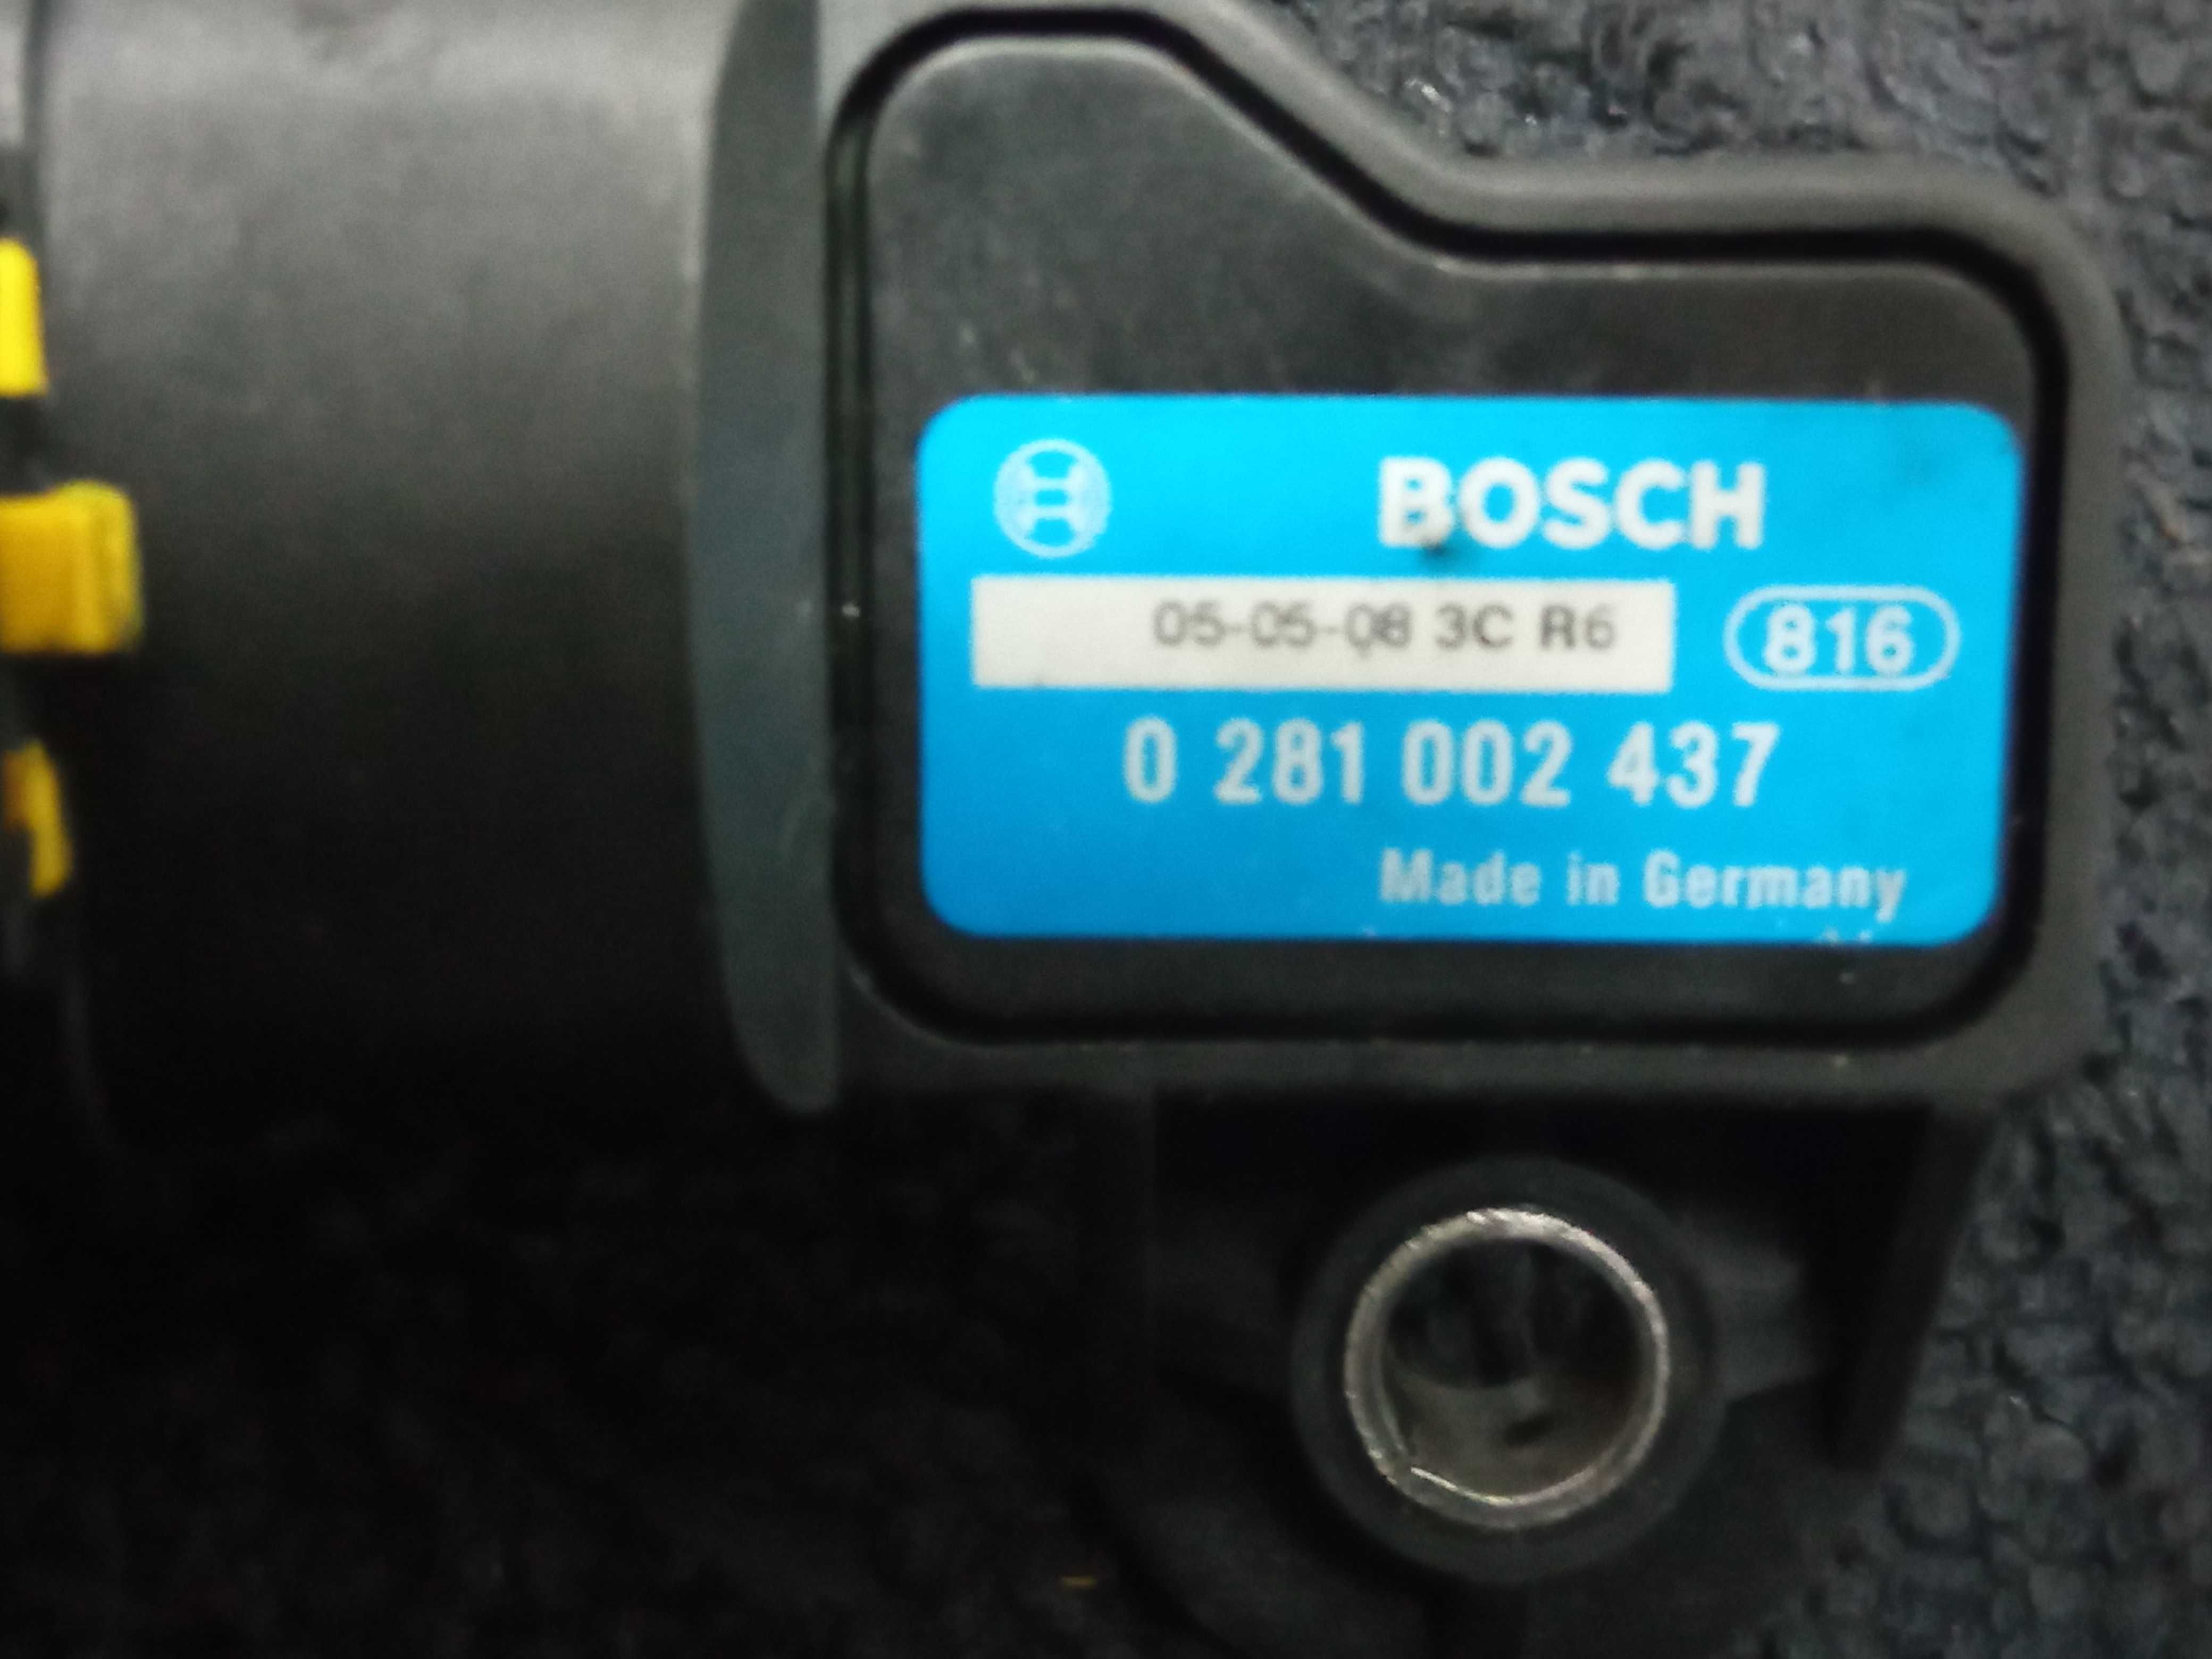 BOSCH
05-05-08 3C R6
816
0 281 002 437
Made in Germany